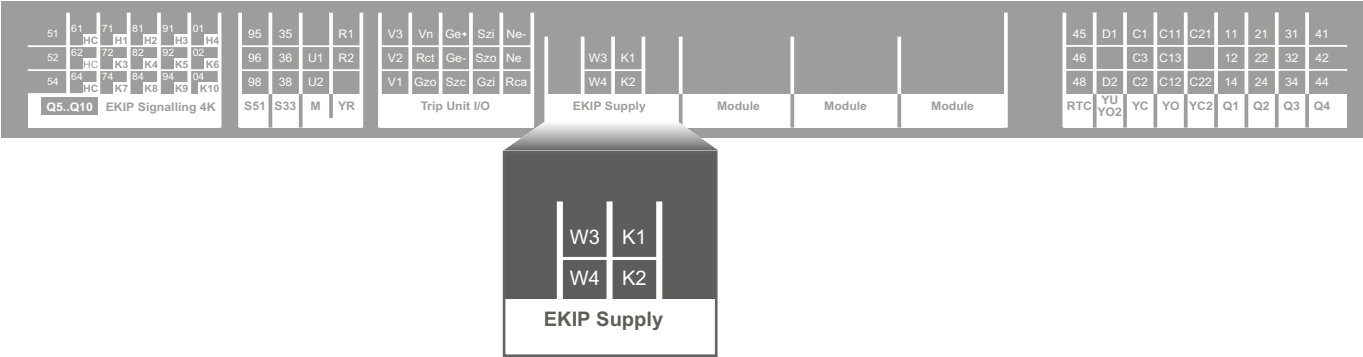 51 61 HC 71 H1 81 H2 91 H3 01 H4
52 62 HC 72 K3 82 K4 92 K5 02 K6
54 64 HC 74 K7 84 K8 94 K9 04 K10
Q5..Q10 EKIP Signalling 4K
95 35 R1
96 36 U1 R2
98 38 U2
S51 S33 M YR
V3 Vn Ge+ Szi Ne-
V2 Rct Ge- Szo Ne
V1 Gzo Szc Gzi Rca
Trip Unit I/O
W3 K1
W4 K2
EKIP Supply
Module
Module
Module
45 D1 C1 C11 C21 11 21 31 41
46 C3 C13 12 22 32 42
48 D2 C2 C12 C22 14 24 34 44
RTC YU YO2 YC YO YC2 Q1 Q2 Q3 Q4
W3 K1
W4 K2
EKIP Supply